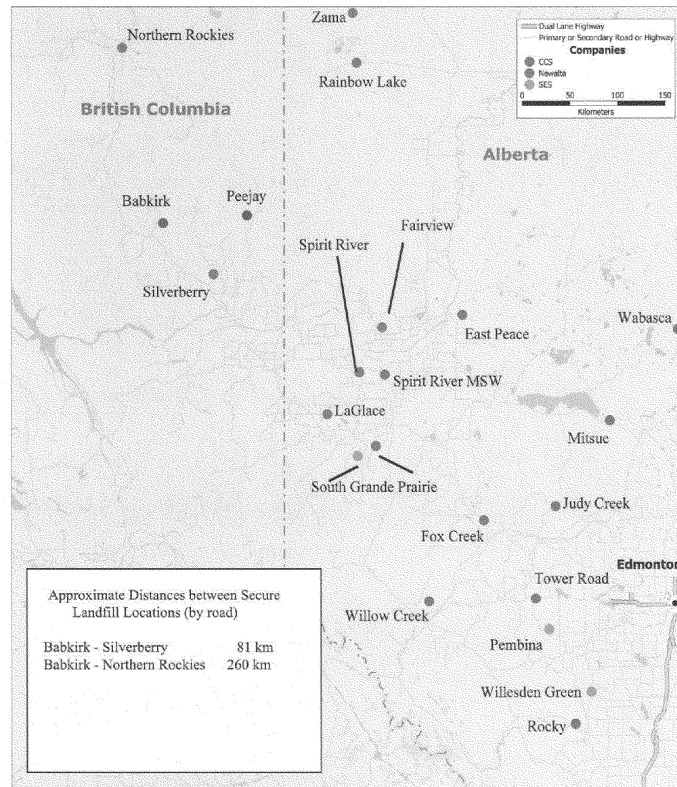 Zama
Northern Rockies
Rainbow Lake
Dual Lane Highway
Primary or Secondary Road or Highway
Companies
CCS
Newalta
SES
0 50 100 150
Kilometers
British Columbia
Alberta
Babkirk
Peejay
Fairview
Spirit River
Silverberry
East Peace
Wabasca
Spirit River MSW
LaGlace
Mitsue
South Grande Prairie
Judy Creek
Fox Creek
Edmonton
Tower Road
Willow Creek
Pembina
Willesden Green
Rocky
Approximate Distances between Secure
Landfill Locations (by road)
Babkirk - Silverberry 81 km
Babkirk - Northern Rockies 260 km